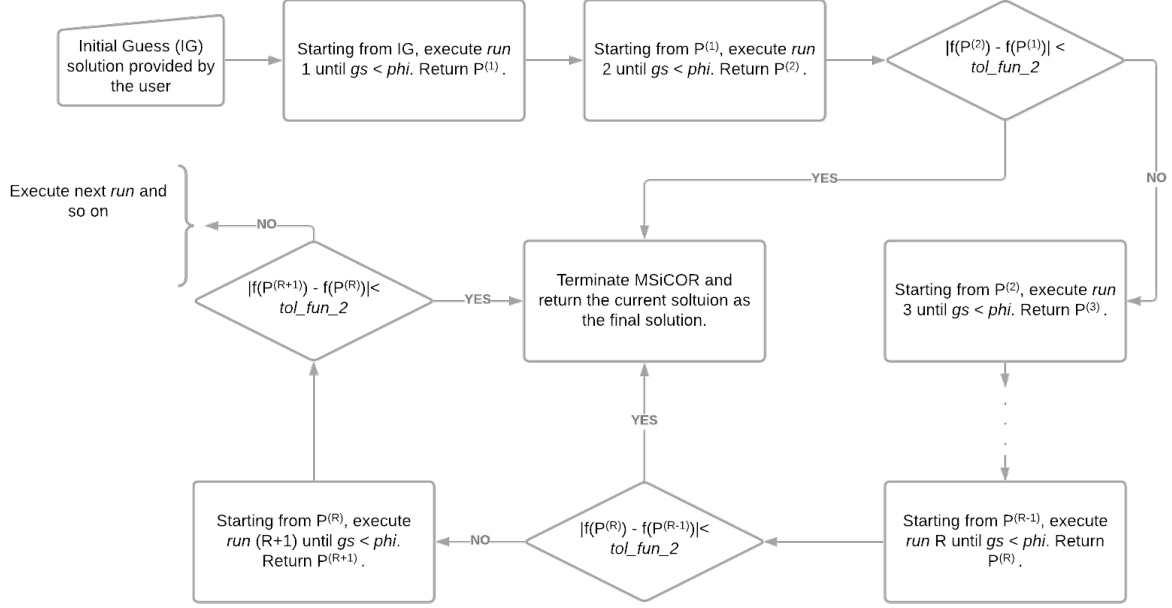 Initial Guess (IG)
solution provided by
the user
Starting from IG, execute run
1 until gs < phi. Return P⁽¹⁾ .
Starting from P⁽¹⁾, execute run
2 until gs < phi. Return P⁽²⁾ .
|f(P⁽²⁾) - f(P⁽¹⁾)| <
tol_fun_2
YES
NO
Execute next run and
so on
NO
|f(P⁽ᴿ⁺¹⁾) - f(P⁽ᴿ⁾)|<
tol_fun_2
YES
Terminate MSiCOR and
return the current soltuion as
the final solution.
Starting from P⁽²⁾, execute run
3 until gs < phi. Return P⁽³⁾ .
YES
Starting from P⁽ᴿ⁾, execute
run (R+1) until gs < phi.
Return P⁽ᴿ⁺¹⁾ .
NO
|f(P⁽ᴿ⁾) - f(P⁽ᴿ⁻¹⁾)|<
tol_fun_2
Starting from P⁽ᴿ⁻¹⁾, execute
run R until gs < phi. Return
P⁽ᴿ⁾ .